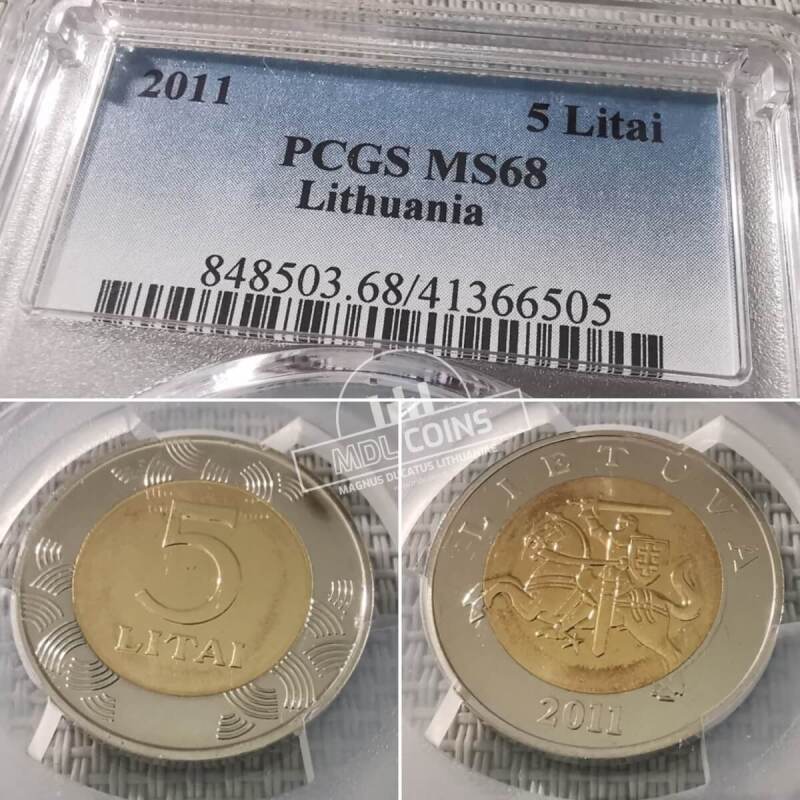 2011
5 Litai
PCGS MS68
Lithuania
848503.68/41366505
MDL COINS
MAGNUS DUCATUS LITHUANIAE
5
LITAI
LIETUVA
2011